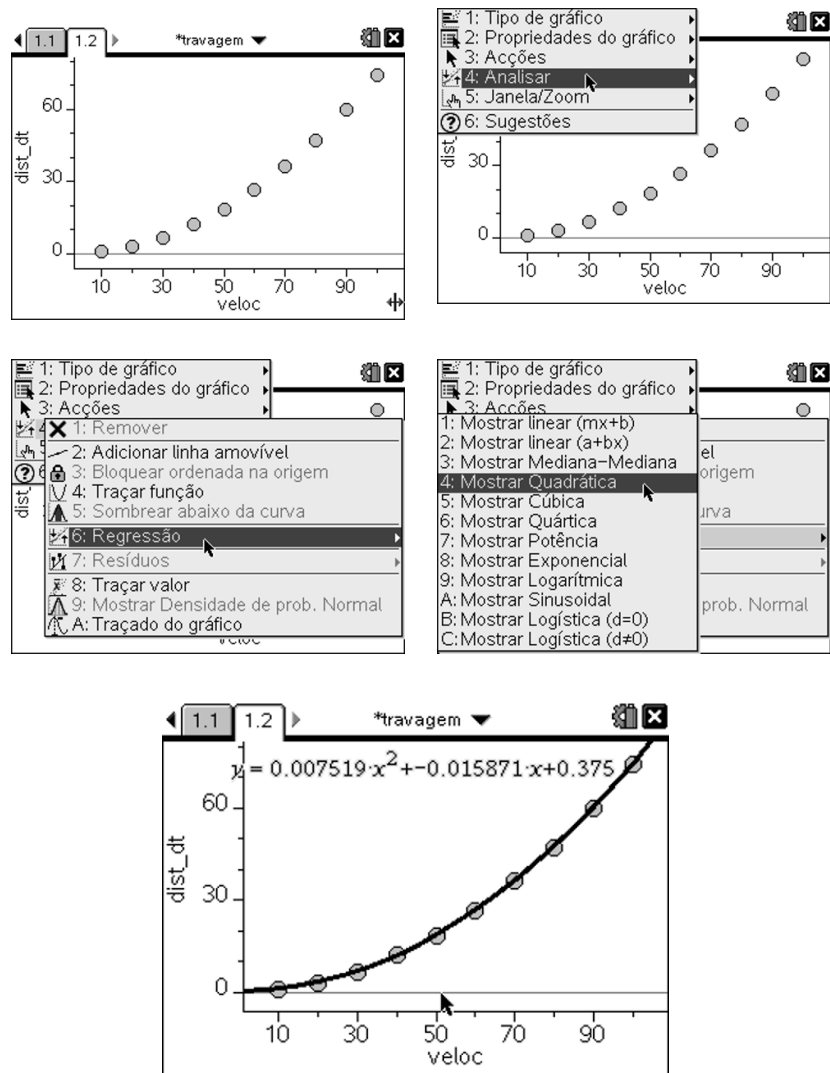 1.1 1.2 *travagem
60
30
0
dist_dt
10 30 50 70 90
veloc
1: Tipo de gráfico
2: Propriedades do gráfico
3: Acções
4: Analisar
5: Janela/Zoom
6: Sugestões
30
0
10 30 50 70 90
veloc
1: Tipo de gráfico
2: Propriedades do gráfico
3: Acções
1: Remover
2: Adicionar linha amovível
3: Bloquear ordenada na origem
4: Traçar função
5: Sombrear abaixo da curva
6: Regressão
7: Resíduos
8: Traçar valor
9: Mostrar Densidade de prob. Normal
A: Traçado do gráfico
1: Tipo de gráfico
2: Propriedades do gráfico
3: Acções
1: Mostrar linear (mx+b)
2: Mostrar linear (a+bx)
3: Mostrar Mediana-Mediana
4: Mostrar Quadrática
5: Mostrar Cúbica
6: Mostrar Quártica
7: Mostrar Potência
8: Mostrar Exponencial
9: Mostrar Logarítmica
A: Mostrar Sinusoidal
B: Mostrar Logística (d=0)
C: Mostrar Logística (d≠0)
el
origem
urva
prob. Normal
1.1 1.2 *travagem
y = 0.007519·x²+-0.015871·x+0.375
60
30
0
dist_dt
10 30 50 70 90
veloc